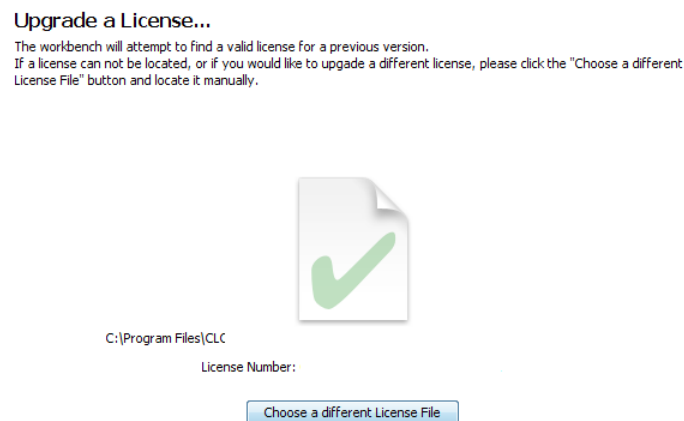 Upgrade a License...
The workbench will attempt to find a valid license for a previous version.
If a license can not be located, or if you would like to upgade a different license, please click the "Choose a different
License File" button and locate it manually.
C:\Program Files\CLC
License Number:
Choose a different License File